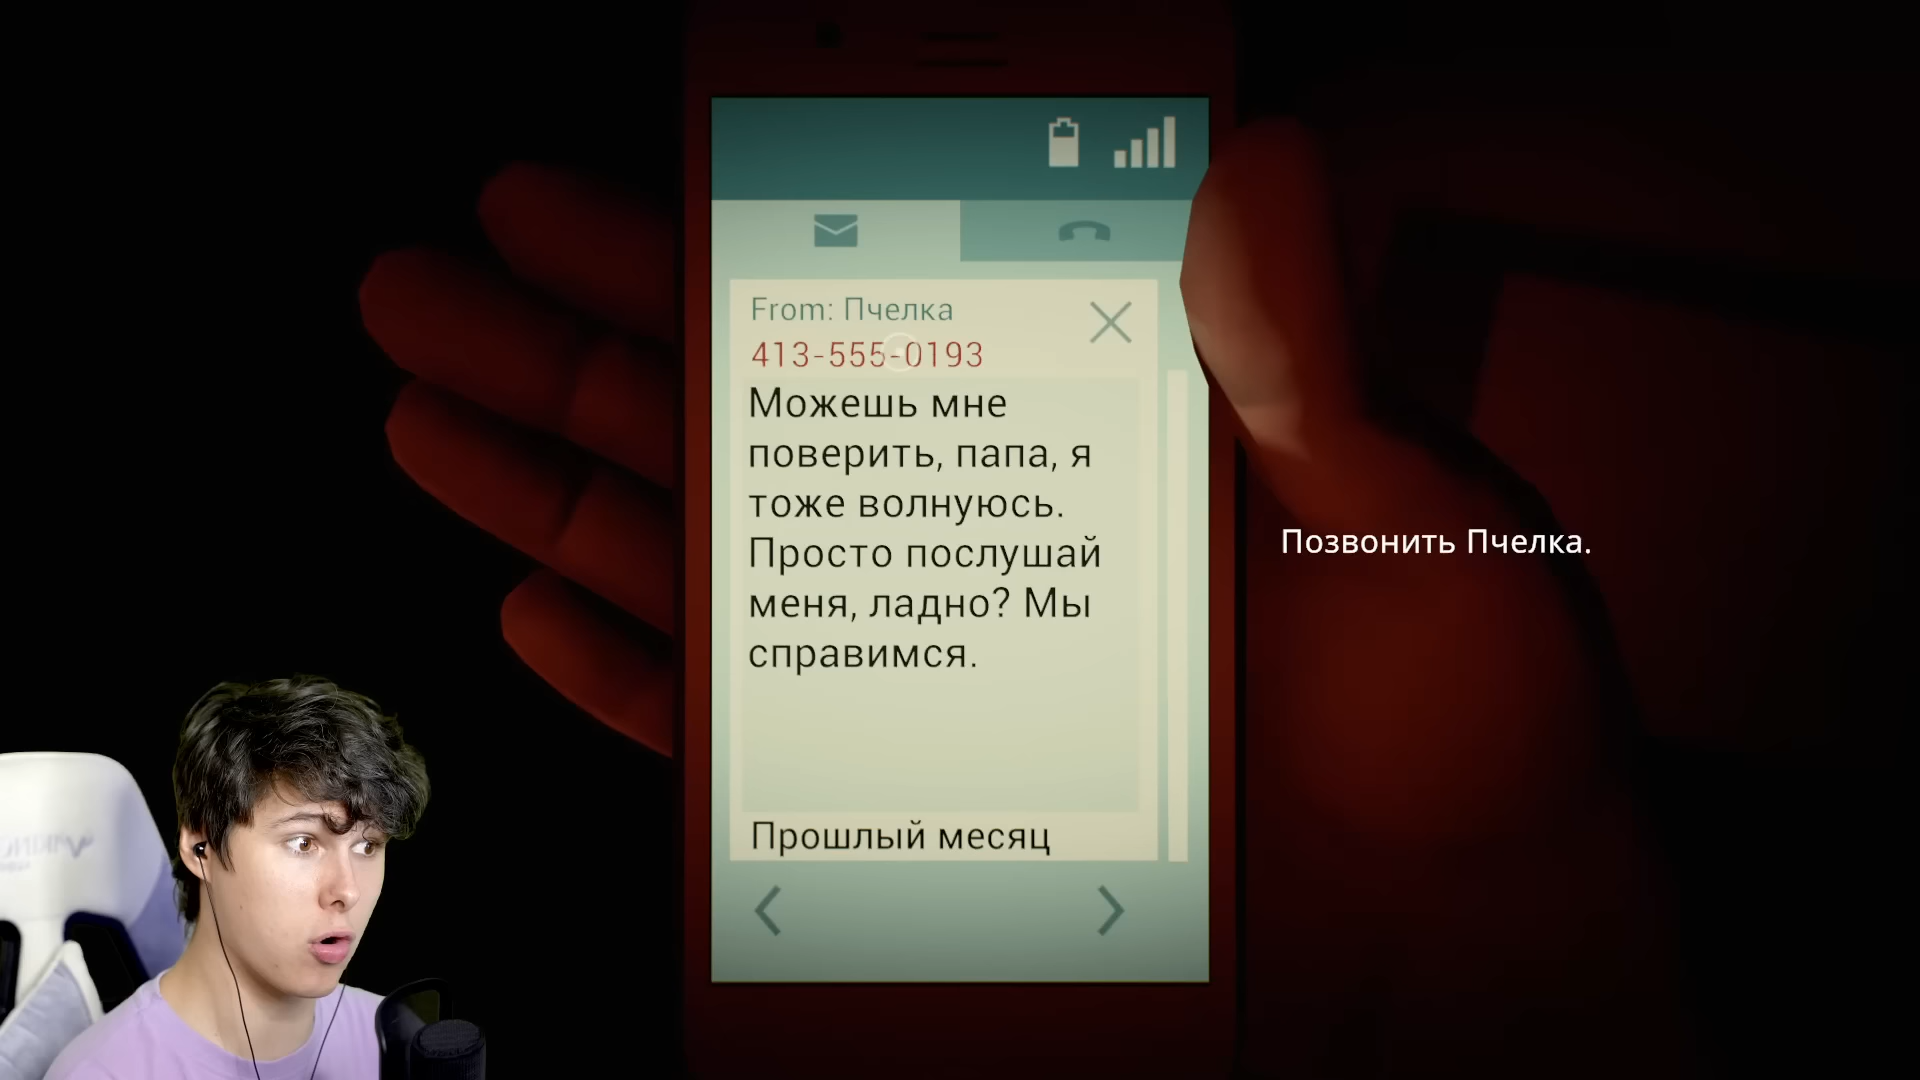 From: Пчелка
413-555-0193
Можешь мне
поверить, папа, я
тоже волнуюсь.
Просто послушай
меня, ладно? Мы
справимся.
Прошлый месяц
Позвонить Пчелка.